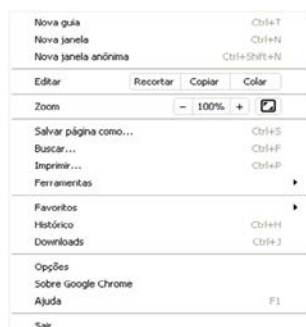 Nova guia Ctrl+T
Nova janela Ctrl+N
Nova janela anônima Ctrl+Shift+N
Editar Recortar Copiar Colar
Zoom - 100% +
Salvar página como... Ctrl+S
Buscar... Ctrl+F
Imprimir... Ctrl+P
Ferramentas
Favoritos
Histórico Ctrl+H
Downloads Ctrl+J
Opções
Sobre Google Chrome
Ajuda F1
Sair